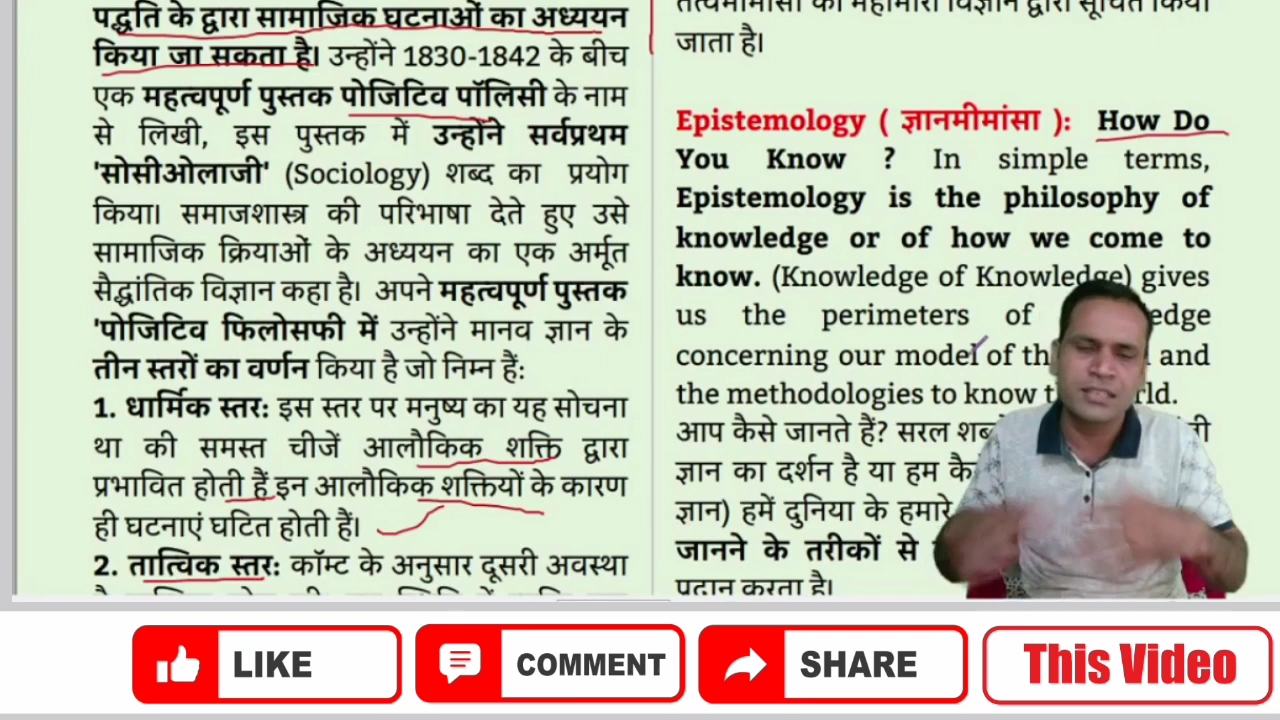 पद्धति के द्वारा सामाजिक घटनाओं का अध्ययन
किया जा सकता है। उन्होंने 1830-1842 के बीच
एक महत्वपूर्ण पुस्तक पोजिटिव पॉलिसी के नाम
से लिखी, इस पुस्तक में उन्होंने सर्वप्रथम
'सोसीओलाजी' (Sociology) शब्द का प्रयोग
किया। समाजशास्त्र की परिभाषा देते हुए उसे
सामाजिक क्रियाओं के अध्ययन का एक अर्मूत
सैद्धांतिक विज्ञान कहा है। अपने महत्वपूर्ण पुस्तक
'पोजिटिव फिलोसफी में उन्होंने मानव ज्ञान के
तीन स्तरों का वर्णन किया है जो निम्न हैं:
1. धार्मिक स्तर: इस स्तर पर मनुष्य का यह सोचना
था की समस्त चीजें आलौकिक शक्ति द्वारा
प्रभावित होती हैं इन आलौकिक शक्तियों के कारण
ही घटनाएं घटित होती हैं।
2. तात्विक स्तर: कॉम्ट के अनुसार दूसरी अवस्था
तत्वमीमांसा को महामारी विज्ञान द्वारा सूचित किया
जाता है।
Epistemology ( ज्ञानमीमांसा ): How Do
You Know ? In simple terms,
Epistemology is the philosophy of
knowledge or of how we come to
know. (Knowledge of Knowledge) gives
us the perimeters of
concerning our model of and
the methodologies to know
आप कैसे जानते हैं? सरल
ज्ञान का दर्शन है या हम
ज्ञान) हमें दुनिया के हमारे
जानने के तरीकों से
प्रदान करता है।
LIKE
COMMENT
SHARE
This Video